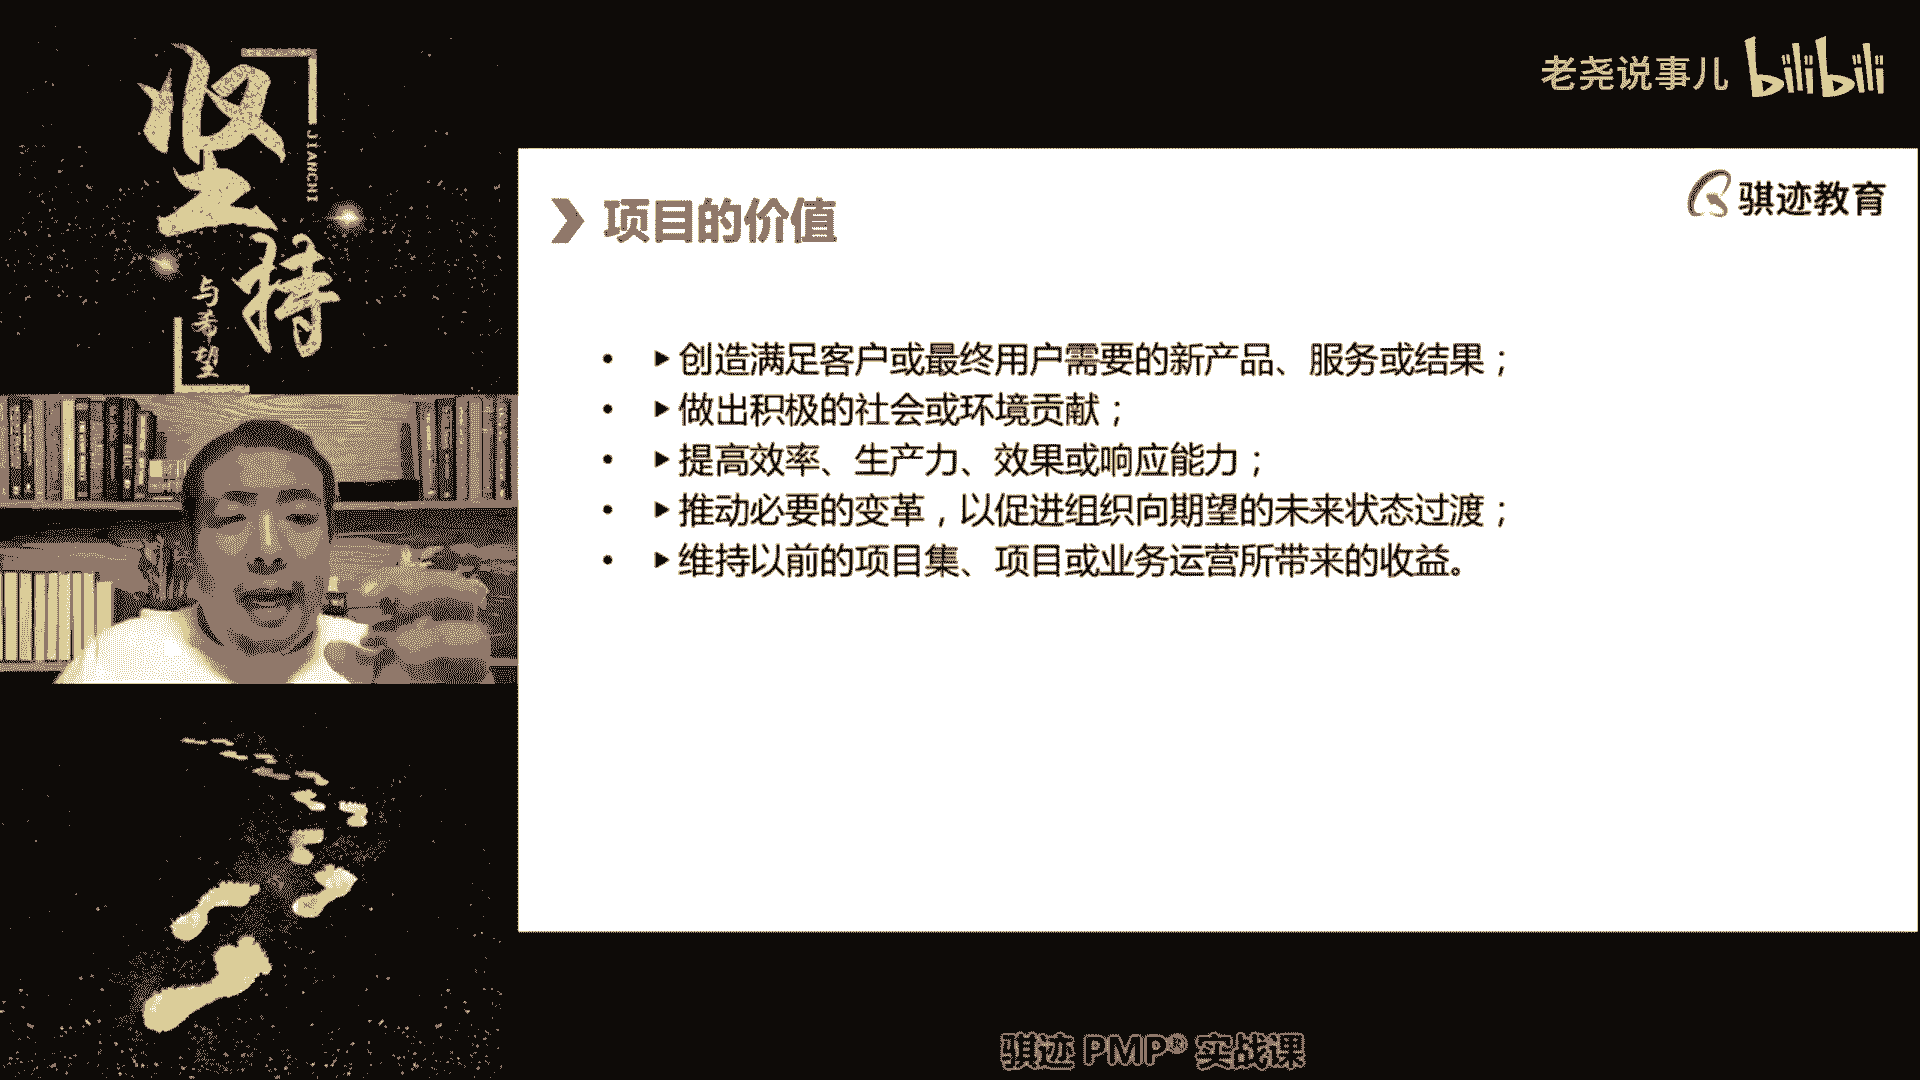 坚持
JIANCHI
与希望
老尧说事儿 bilibili
骐迹教育
项目的价值
• ▶创造满足客户或最终用户需要的新产品、服务或结果；
• ▶做出积极的社会或环境贡献；
• ▶提高效率、生产力、效果或响应能力；
• ▶推动必要的变革，以促进组织向期望的未来状态过渡；
• ▶维持以前的项目集、项目或业务运营所带来的收益。
骐迹 PMP® 实战课